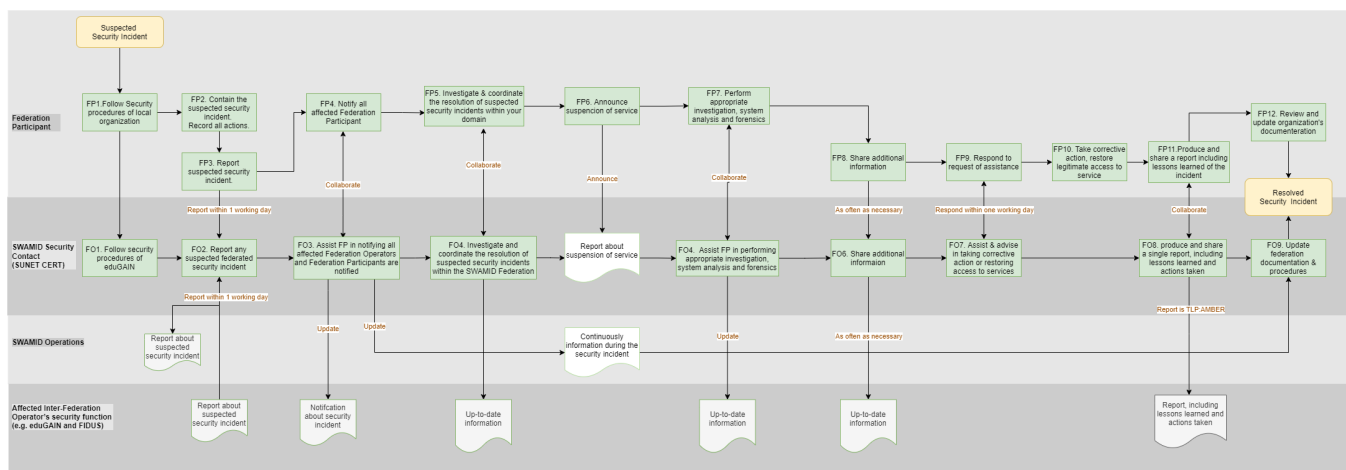 Suspected
Security Incident
Federation
Participant
FP1.Follow Security
procedures of local
organization
FP2. Contain the
suspected security
incident.
Record all actions.
FP3. Report
suspected security
incident.
FP4. Notify all
affected Federation
Participant
FP5. Investigate & coordinate
the resolution of suspected
security incidents within your
domain
FP6. Announce
suspencion of service
FP7. Perform
appropriate
investigation, system
analysis and forensics
FP8. Share additional
information
FP9. Respond to
request of assistance
FP10. Take corrective
action, restore
legitimate access to
service
FP11.Produce and
share a report including
lessons learned of the
incident
FP12. Review and
update organization's
documenteration
Resolved
Security Incident
Report within 1 working day
Collaborate
Collaborate
Announce
Collaborate
As often as necessary
Respond within one working day
Collaborate
SWAMID Security
Contact
(SUNET CERT)
FO1. Follow security
procedures of
eduGAIN
FO2. Report any
suspected federated
security incident
FO3. Assist FP in notifying all
affected Federation Operators
and Federation Participants are
notified
FO4. Investigate and
coordinate the resolution of
suspected security incidents
within the SWAMID Federation
Report about
suspension of service
FO4. Assist FP in performing
appropriate investigation,
system analysis and forensics
FO6. Share additional
informaion
FO7. Assist & advise
in taking corrective
action or restoring
access to services
FO8. produce and share
a single report, including
lessons learned and
actions taken
FO9. Update
federation
documentation &
procedures
Report within 1 working day
Update
Update
Update
As often as necessary
Report is TLP:AMBER
SWAMID Operations
Report about
suspected
security incident
Continuously
information during the
security incident
Affected Inter-Federation
Operator's security function
(e.g. eduGAIN and FIDUS)
Report about
suspected
security incident
Notifcation
about security
incident
Up-to-date
information
Up-to-date
information
Up-to-date
information
Report, including
lessons learned and
actions taken